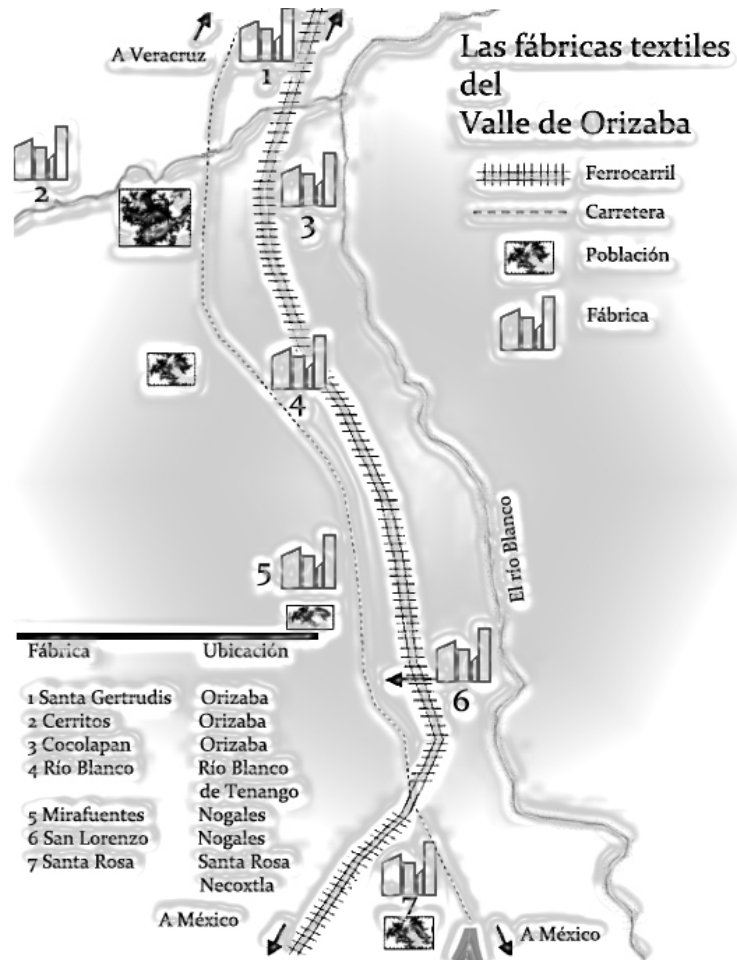 Las fábricas textiles
del
Valle de Orizaba
Ferrocarril
Carretera
Población
Fábrica
A Veracruz
1
2
3
4
5
6
7
El río Blanco
Fábrica Ubicación
1 Santa Gertrudis Orizaba
2 Cerritos Orizaba
3 Cocolapan Orizaba
4 Río Blanco Río Blanco
de Tenango
5 Mirafuentes Nogales
6 San Lorenzo Nogales
7 Santa Rosa Santa Rosa
Necoxtla
A México
A México